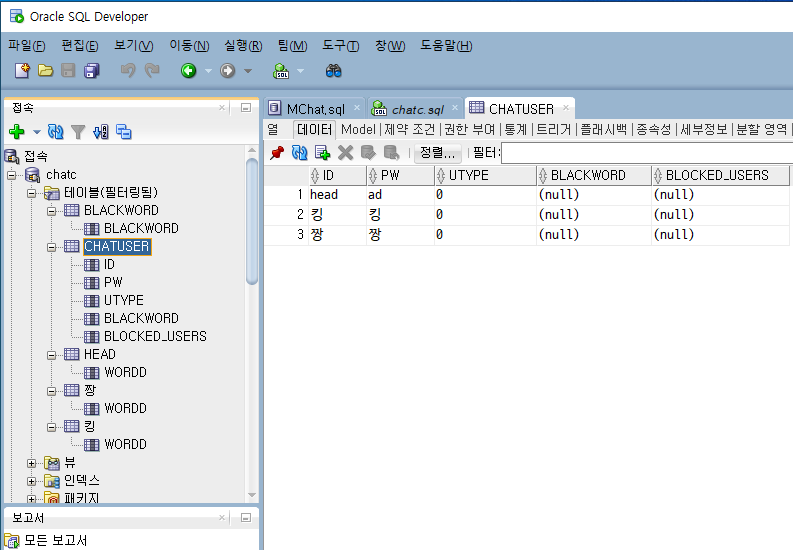 Oracle SQL Developer
파일(F) 편집(E) 보기(V) 이동(N) 실행(R) 팀(M) 도구(T) 창(W) 도움말(H)
SQL
접속
MChat.sql chatc.sql CHATUSER
열 데이터 Model 제약 조건 권한 부여 통계 트리거 플래시백 종속성 세부정보 분할 영역
정렬... 필터:
ID PW UTYPE BLACKWORD BLOCKED_USERS
1 head ad 0 (null) (null)
2 킹 킹 0 (null) (null)
3 짱 짱 0 (null) (null)
접속
chatc
테이블(필터링됨)
BLACKWORD
BLACKWORD
CHATUSER
ID
PW
UTYPE
BLACKWORD
BLOCKED_USERS
HEAD
WORDD
짱
WORDD
킹
WORDD
뷰
인덱스
패키지
보고서
모든 보고서